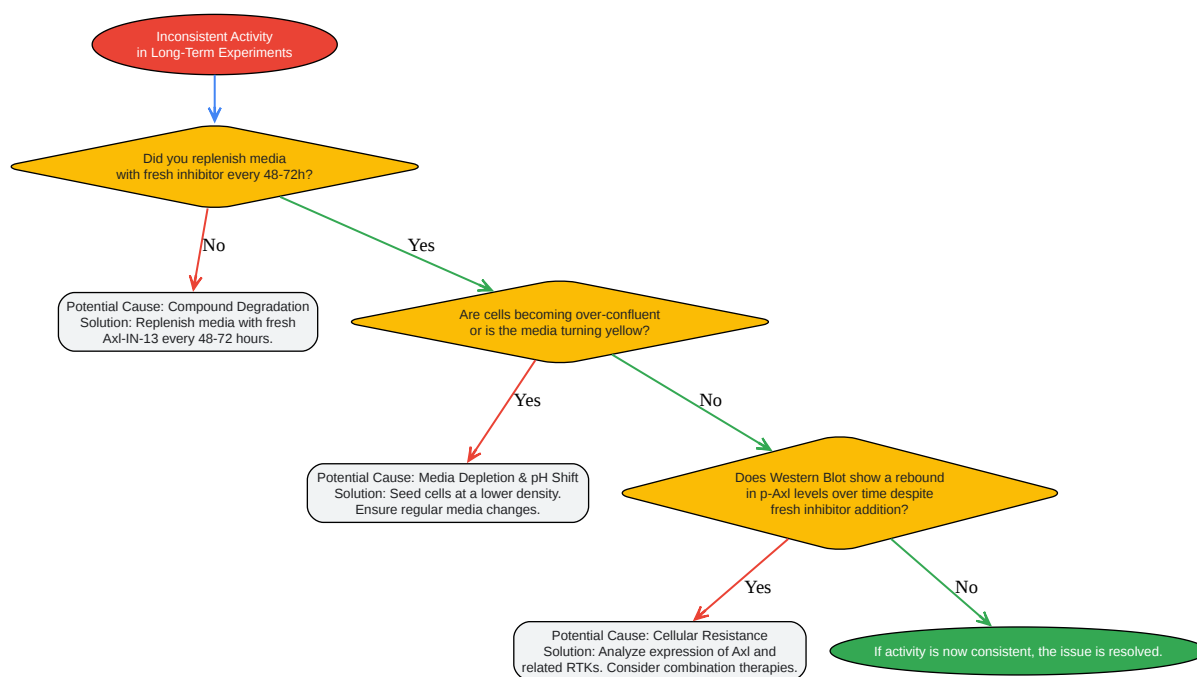 Inconsistent Activity
in Long-Term Experiments
Did you replenish media
with fresh inhibitor every 48-72h?
No
Yes
Potential Cause: Compound Degradation
Solution: Replenish media with fresh
Axl-IN-13 every 48-72 hours.
Are cells becoming over-confluent
or is the media turning yellow?
Yes
No
Potential Cause: Media Depletion & pH Shift
Solution: Seed cells at a lower density.
Ensure regular media changes.
Does Western Blot show a rebound
in p-Axl levels over time despite
fresh inhibitor addition?
Yes
No
Potential Cause: Cellular Resistance
Solution: Analyze expression of Axl and
related RTKs. Consider combination therapies.
If activity is now consistent, the issue is resolved.